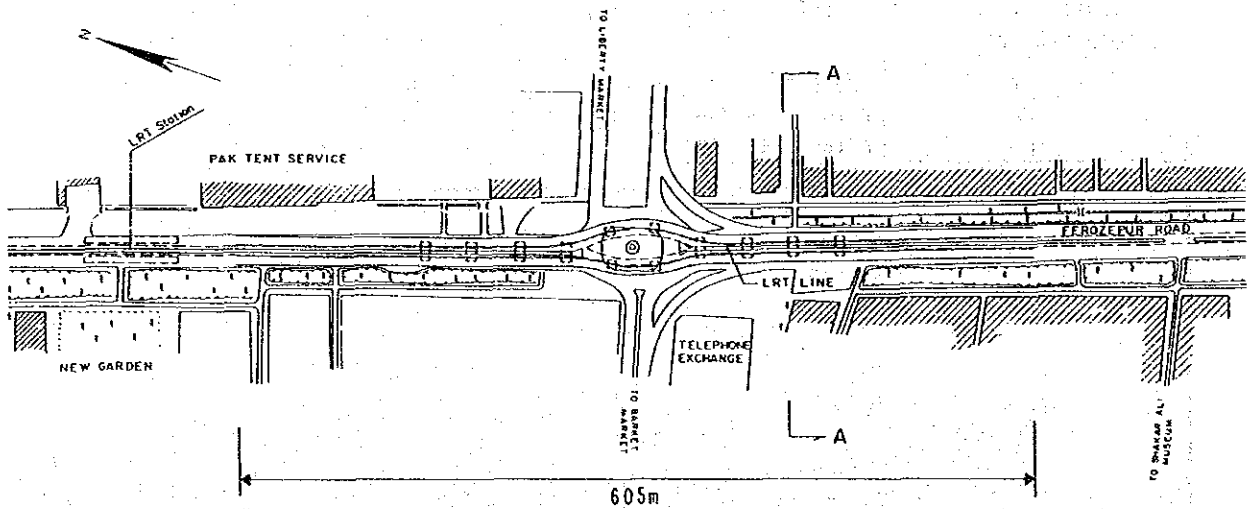 N
TO LIBERTY MARKET
A
LRT Station
PAK TENT SERVICE
FEROZEPUR ROAD
LRT LINE
TELEPHONE
EXCHANGE
NEW GARDEN
TO BARKET
MARKET
A
TO SHAKAR ALI
MUSEUM
605m